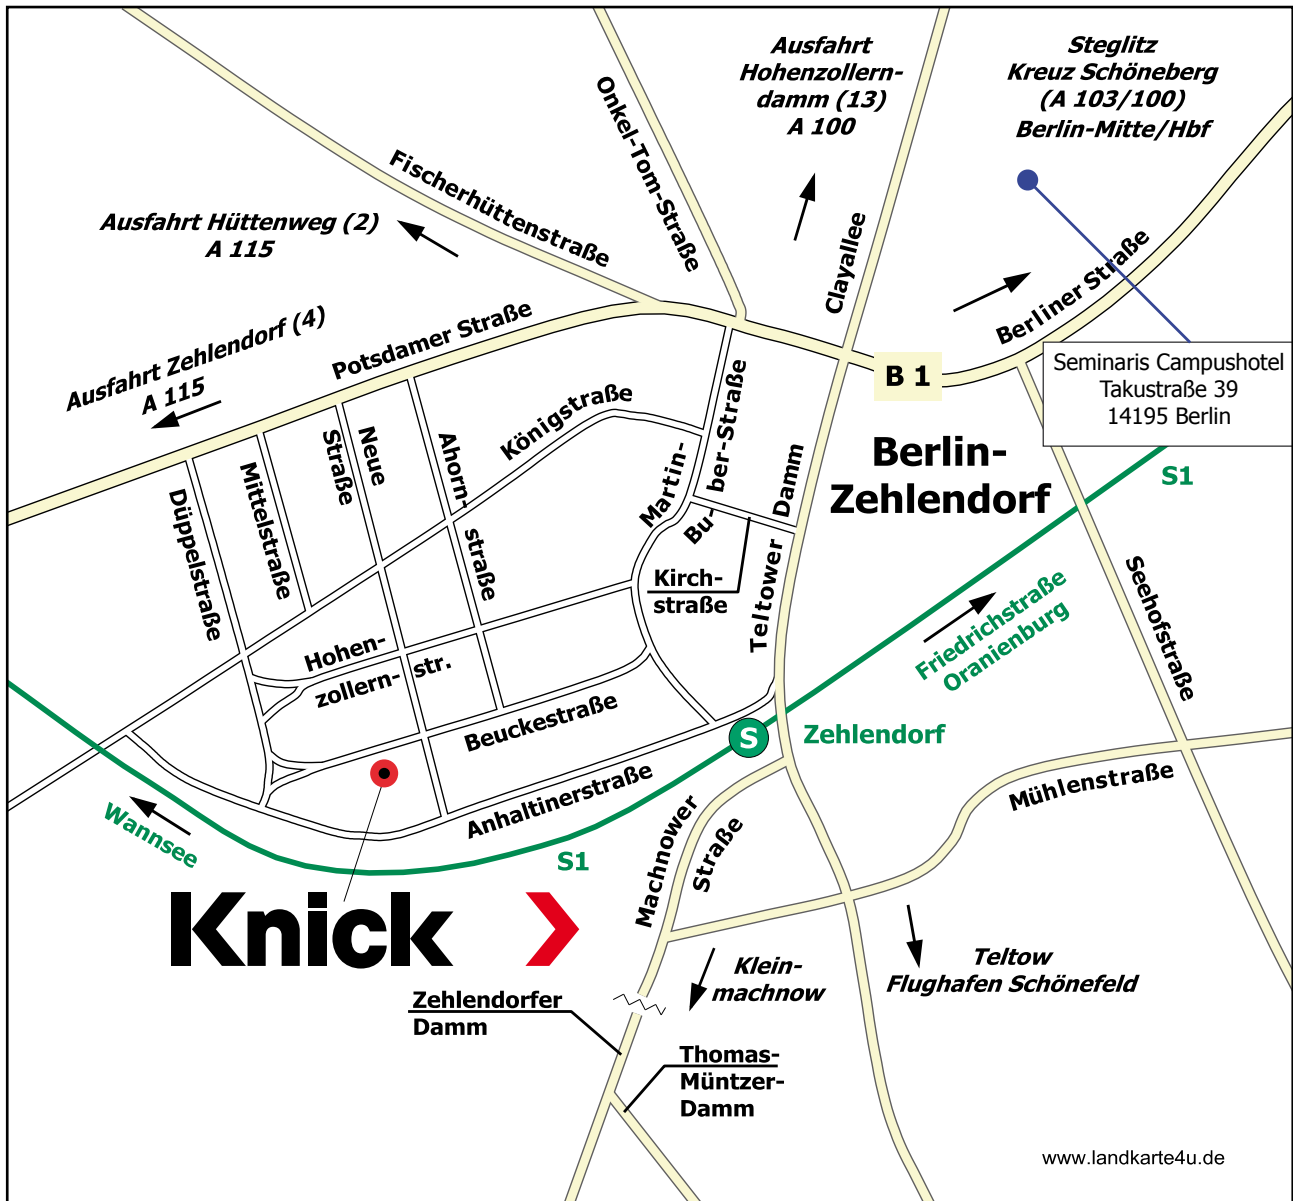 Ausfahrt
Hohenzollern-
damm (13)
A 100
Steglitz
Kreuz Schöneberg
(A 103/100)
Berlin-Mitte/Hbf
Onkel-Tom-Straße
Fischerhüttenstraße
Ausfahrt Hüttenweg (2)
A 115
Clayallee
Berliner Straße
Ausfahrt Zehlendorf (4)
A 115
Potsdamer Straße
B 1
Seminaris Campushotel
Takustraße 39
14195 Berlin
Berlin-
Zehlendorf
S1
Königstraße
Martin-
Bu-
ber-Straße
Teltower Damm
Kirch-
straße
Neue
Straße
Ahorn-
straße
Mittelstraße
Düppelstraße
Hohen-
zollern-
str.
Friedrichstraße
Oranienburg
Seehofstraße
Beuckestraße
S
Zehlendorf
Anhaltinerstraße
Mühlenstraße
Wannsee
S1
Machnower
Straße
Knick
Klein-
machnow
Teltow
Flughafen Schönefeld
Zehlendorfer
Damm
Thomas-
Müntzer-
Damm
www.landkarte4u.de